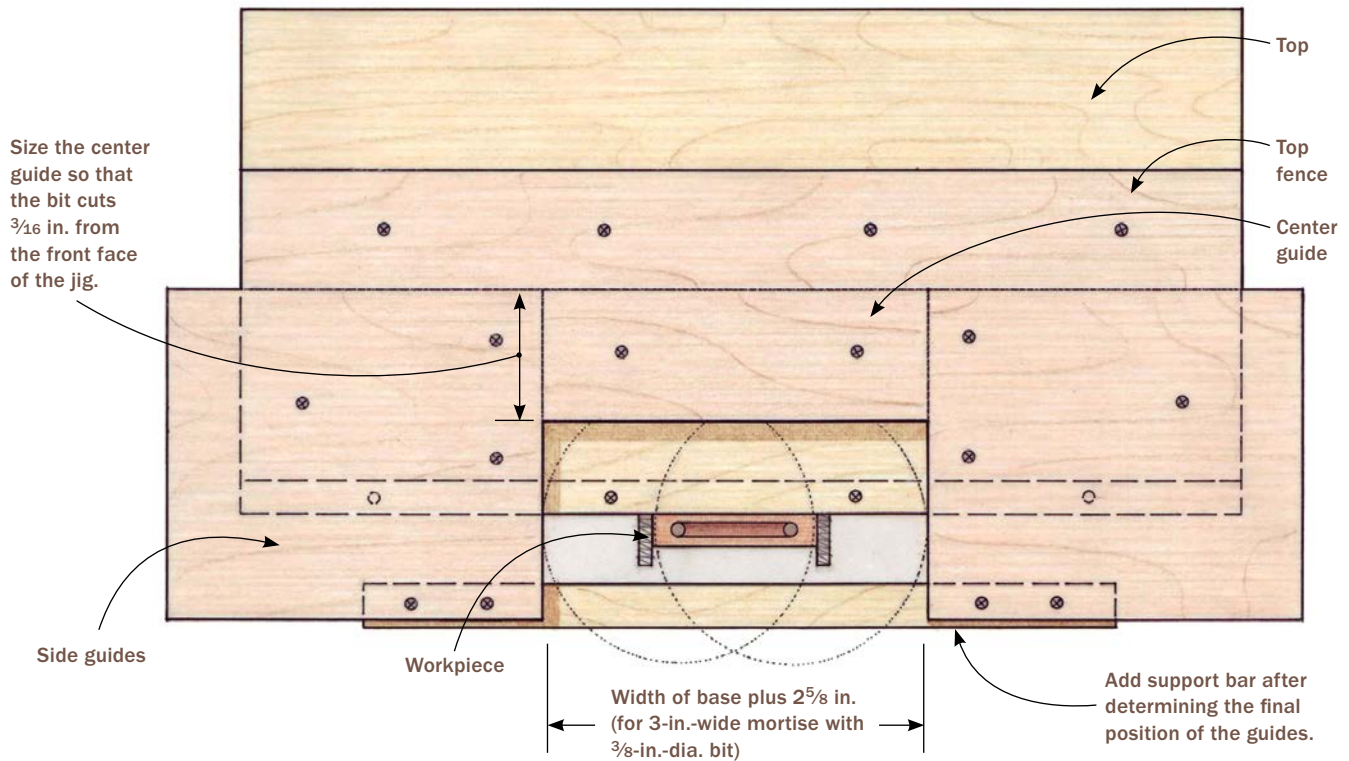 Top
Top
fence
Center
guide
Size the center
guide so that
the bit cuts
3⁄16 in. from
the front face
of the jig.
Side guides
Workpiece
Width of base plus 25⁄8 in.
(for 3-in.-wide mortise with
3⁄8-in.-dia. bit)
Add support bar after
determining the final
position of the guides.